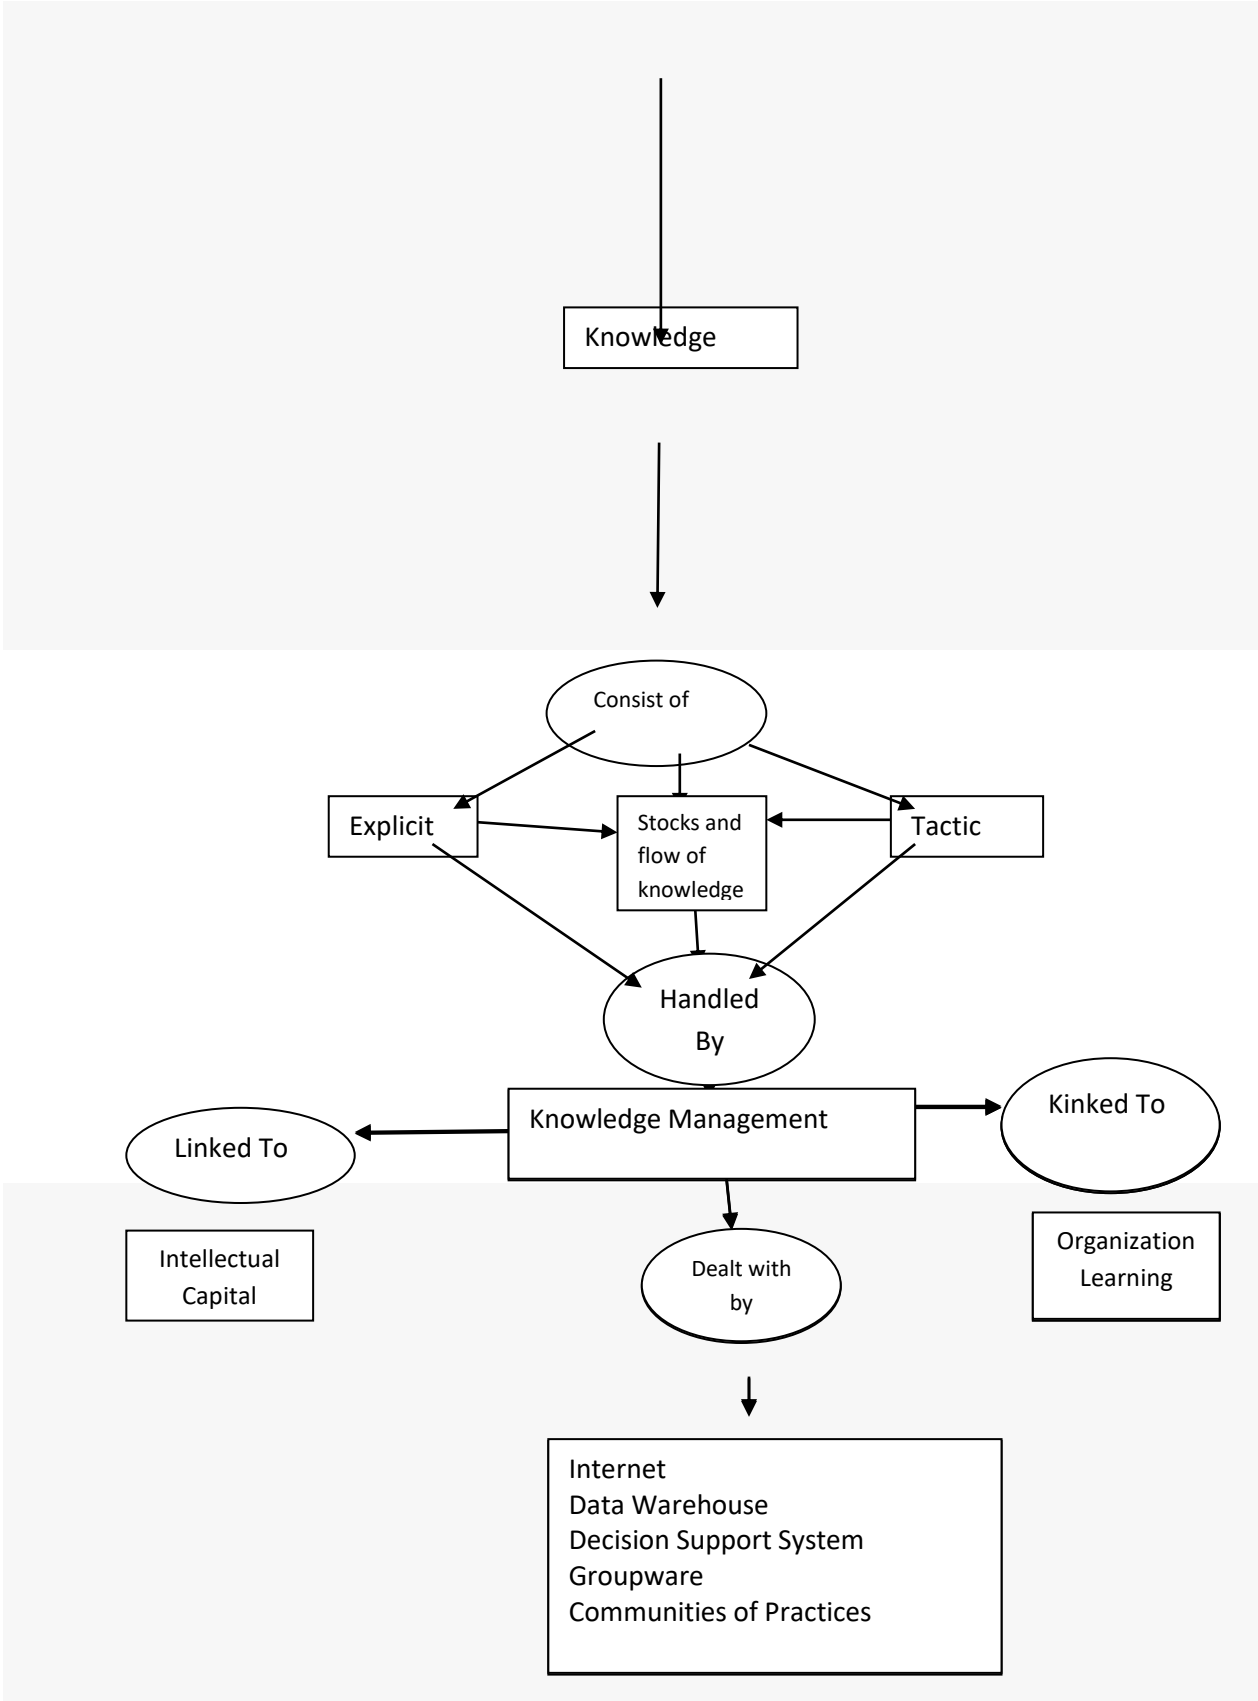 Knowledge
Consist of
Explicit
Stocks and
flow of
knowledge
Tactic
Handled
By
Knowledge Management
Linked To
Kinked To
Intellectual
Capital
Dealt with
by
Organization
Learning
Internet
Data Warehouse
Decision Support System
Groupware
Communities of Practices